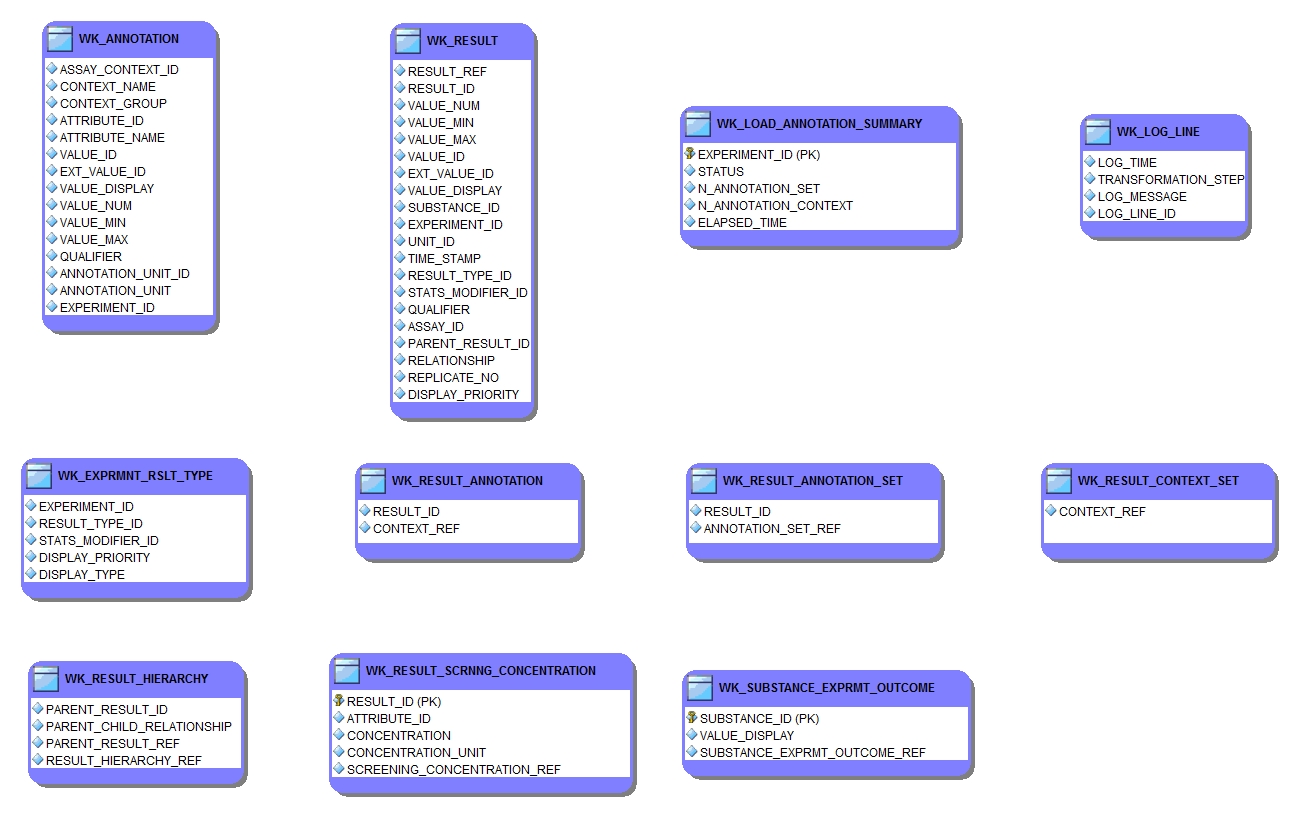 WK_ANNOTATION
ASSAY_CONTEXT_ID
CONTEXT_NAME
CONTEXT_GROUP
ATTRIBUTE_ID
ATTRIBUTE_NAME
VALUE_ID
EXT_VALUE_ID
VALUE_DISPLAY
VALUE_NUM
VALUE_MIN
VALUE_MAX
QUALIFIER
ANNOTATION_UNIT_ID
ANNOTATION_UNIT
EXPERIMENT_ID
WK_RESULT
RESULT_REF
RESULT_ID
VALUE_NUM
VALUE_MIN
VALUE_MAX
VALUE_ID
EXT_VALUE_ID
VALUE_DISPLAY
SUBSTANCE_ID
EXPERIMENT_ID
UNIT_ID
TIME_STAMP
RESULT_TYPE_ID
STATS_MODIFIER_ID
QUALIFIER
ASSAY_ID
PARENT_RESULT_ID
RELATIONSHIP
REPLICATE_NO
DISPLAY_PRIORITY
WK_LOAD_ANNOTATION_SUMMARY
EXPERIMENT_ID (PK)
STATUS
N_ANNOTATION_SET
N_ANNOTATION_CONTEXT
ELAPSED_TIME
WK_LOG_LINE
LOG_TIME
TRANSFORMATION_STEP
LOG_MESSAGE
LOG_LINE_ID
WK_EXPRMNT_RSLT_TYPE
EXPERIMENT_ID
RESULT_TYPE_ID
STATS_MODIFIER_ID
DISPLAY_PRIORITY
DISPLAY_TYPE
WK_RESULT_ANNOTATION
RESULT_ID
CONTEXT_REF
WK_RESULT_ANNOTATION_SET
RESULT_ID
ANNOTATION_SET_REF
WK_RESULT_CONTEXT_SET
CONTEXT_REF
WK_RESULT_HIERARCHY
PARENT_RESULT_ID
PARENT_CHILD_RELATIONSHIP
PARENT_RESULT_REF
RESULT_HIERARCHY_REF
WK_RESULT_SCRNNG_CONCENTRATION
RESULT_ID (PK)
ATTRIBUTE_ID
CONCENTRATION
CONCENTRATION_UNIT
SCREENING_CONCENTRATION_REF
WK_SUBSTANCE_EXPRMT_OUTCOME
SUBSTANCE_ID (PK)
VALUE_DISPLAY
SUBSTANCE_EXPRMT_OUTCOME_REF